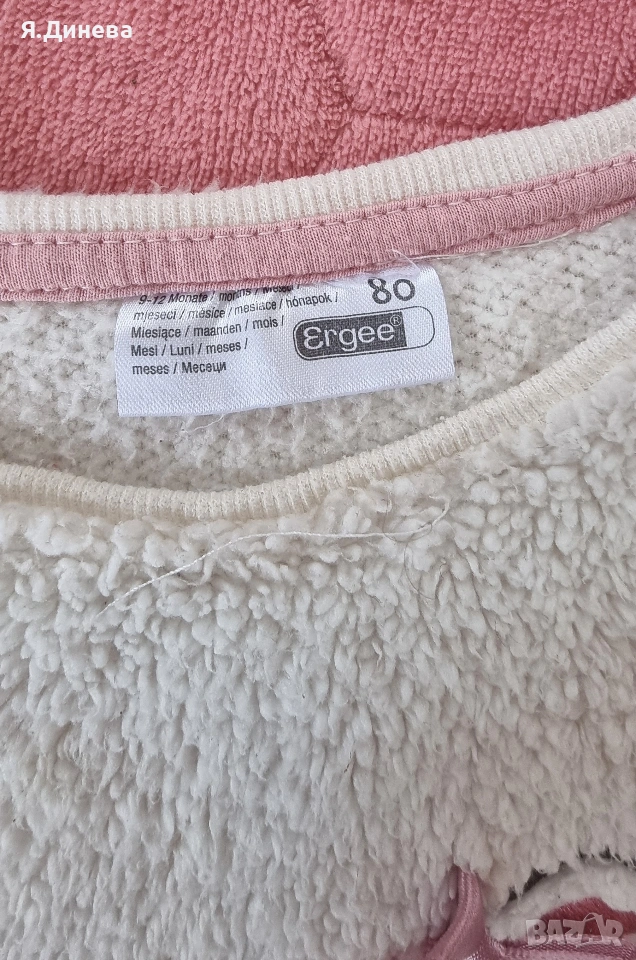 Я.Динева
9-12 Monate / months /
mjeseci / měsíce / mesiace / hónapok /
Miesiące / maanden / mois /
Mesi / Luni / meses /
meses / Месеци
80
Ergee®
BAZAR